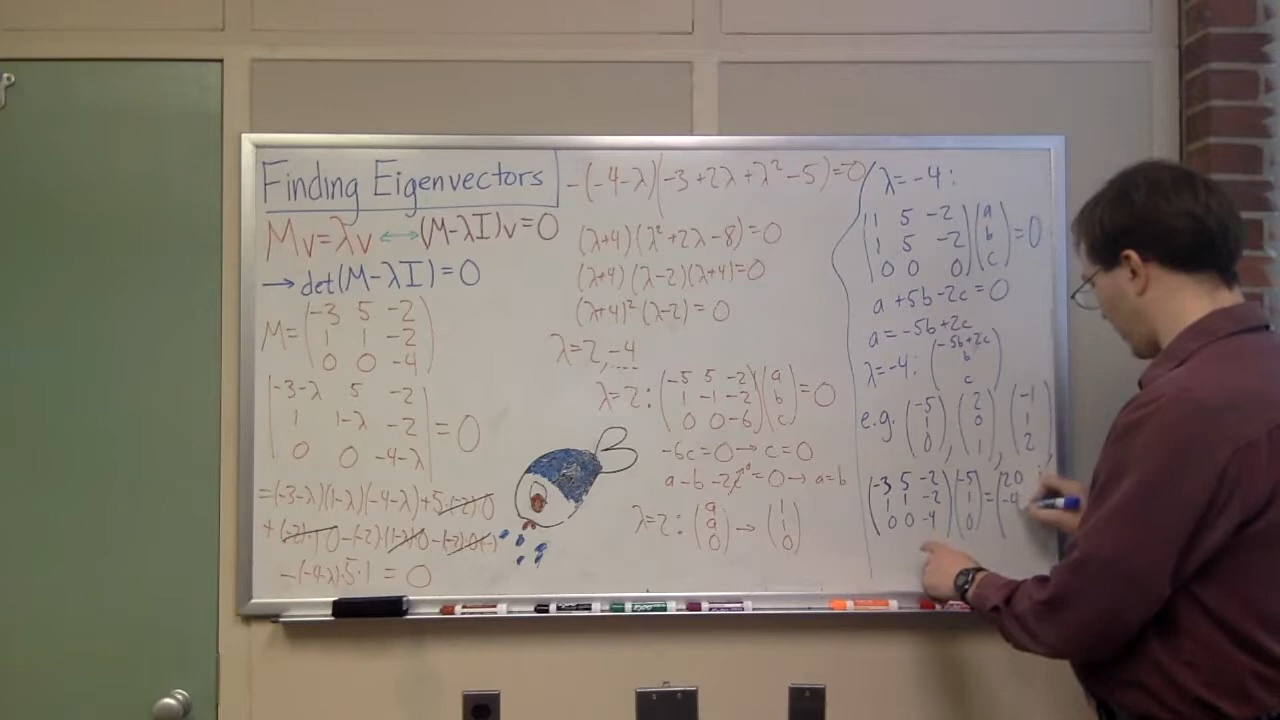 Finding Eigenvectors
Mv=λv ↔ (M-λI)v=0
→ det(M-λI)=0
M= (-3 5 -2
1 1 -2
0 0 -4)
|-3-λ 5 -2
1 1-λ -2
0 0 -4-λ| =0
=(-3-λ)(1-λ)(-4-λ)+5·(-2)·0
+(-2)·1·0-(-2)·(1-λ)·0-(-2)·0·(-)
-(-4-λ)·5·1=0
-(-4-λ)(-3+2λ+λ²-5)=0
(λ+4)(λ²+2λ-8)=0
(λ+4)(λ-2)(λ+4)=0
(λ+4)²(λ-2)=0
λ=2,-4
λ=2: (-5 5 -2
1 -1 -2
0 0 -6) (a
b
c) =0
-6c=0→c=0
a-b-2c=0→a=b
λ=2: (a
a
0) → (1
1
0)
λ=-4:
(1 5 -2
1 5 -2
0 0 0) (a
b
c) =0
a+5b-2c=0
a=-5b+2c
λ=-4: (-5b+2c
b
c)
e.g. (-5
1
0), (2
0
1), (-1
1
2),
(-3 5 -2
1 1 -2
0 0 -4) (-5
1
0) = (20
-4
EXPO